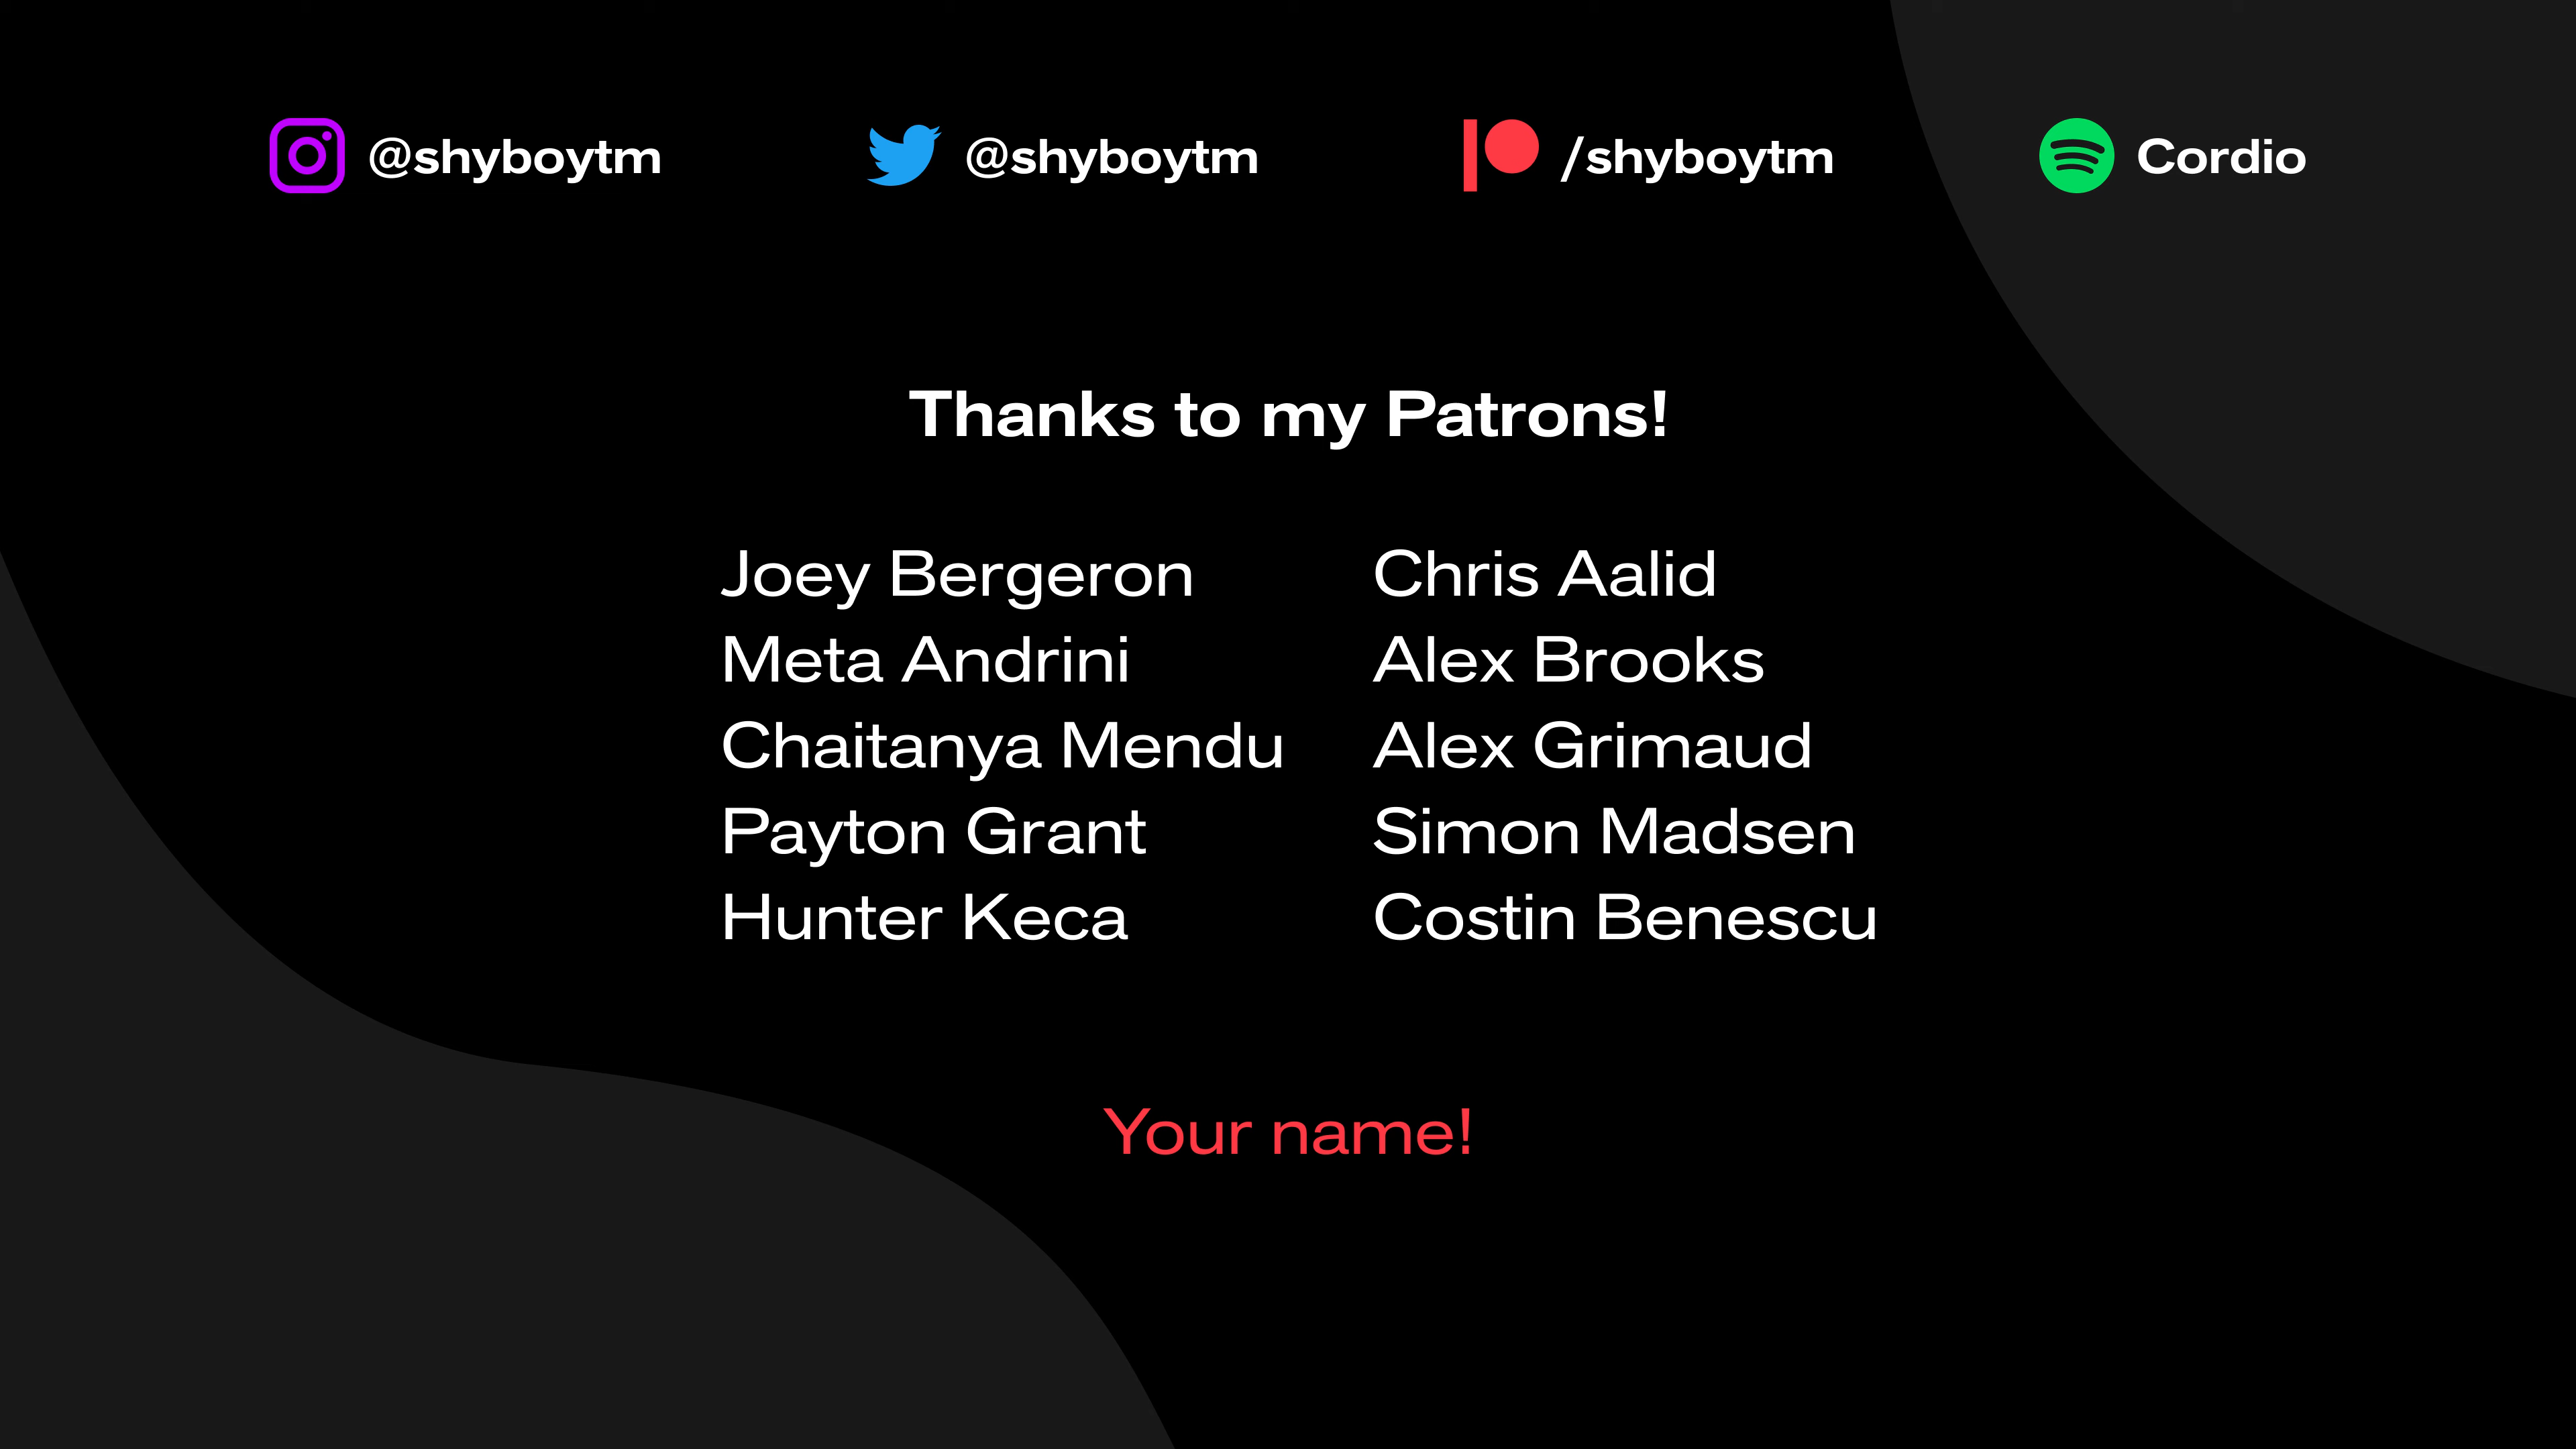 @shyboytm @shyboytm /shyboytm Cordio
Thanks to my Patrons!
Joey Bergeron
Meta Andrini
Chaitanya Mendu
Payton Grant
Hunter Keca
Chris Aalid
Alex Brooks
Alex Grimaud
Simon Madsen
Costin Benescu
Your name!